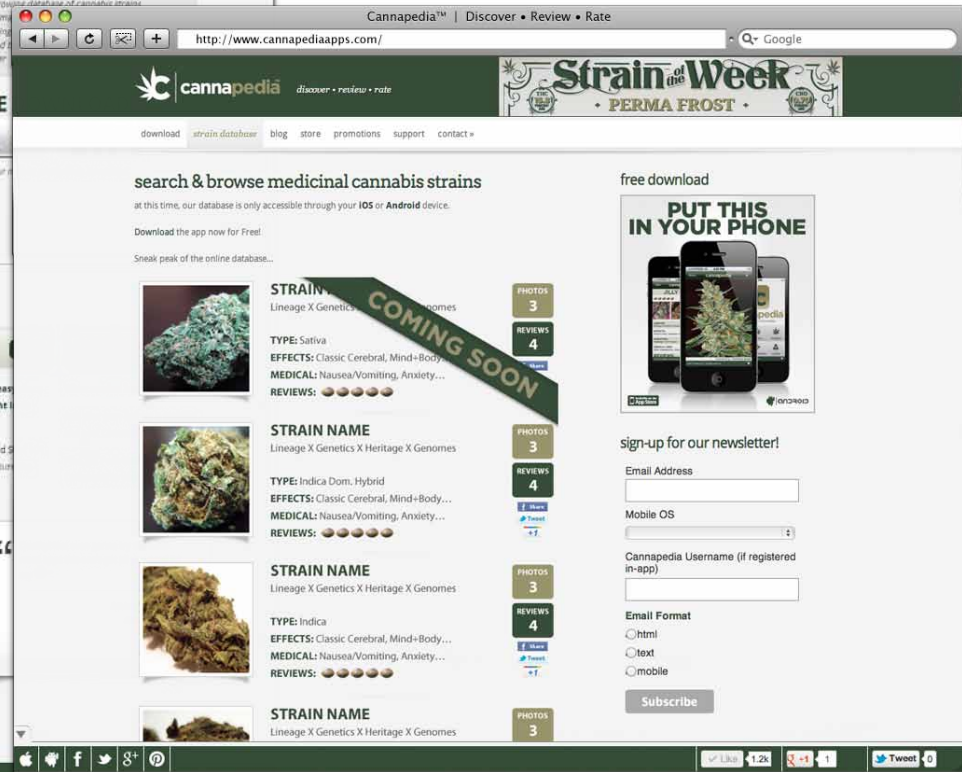 Cannapedia™ | Discover • Review • Rate
http://www.cannapediaapps.com/
Google
cannapedia
discover • review • rate
Strain of the Week
PERMA FROST
download strain database blog store promotions support contact »
search & browse medicinal cannabis strains
at this time, our database is only accessible through your iOS or Android device.
Download the app now for Free!
Sneak peak of the online database...
COMING SOON
STRAIN
Lineage X Genetics
TYPE: Sativa
EFFECTS: Classic Cerebral, Mind+Body...
MEDICAL: Nausea/Vomiting, Anxiety...
REVIEWS:
PHOTOS
3
REVIEWS
4
Share
STRAIN NAME
Lineage X Genetics X Heritage X Genomes
TYPE: Indica Dom. Hybrid
EFFECTS: Classic Cerebral, Mind+Body...
MEDICAL: Nausea/Vomiting, Anxiety...
REVIEWS:
PHOTOS
3
REVIEWS
4
f Share
Tweet
+1
STRAIN NAME
Lineage X Genetics X Heritage X Genomes
TYPE: Indica
EFFECTS: Classic Cerebral, Mind+Body...
MEDICAL: Nausea/Vomiting, Anxiety...
REVIEWS:
PHOTOS
3
REVIEWS
4
f Share
Tweet
+1
STRAIN NAME
Lineage X Genetics X Heritage X Genomes
PHOTOS
3
free download
PUT THIS
IN YOUR PHONE
App Store
ANDROID
sign-up for our newsletter!
Email Address
Mobile OS
Cannapedia Username (if registered
in-app)
Email Format
html
text
mobile
Subscribe
Like 1.2k
+1 1
Tweet 0